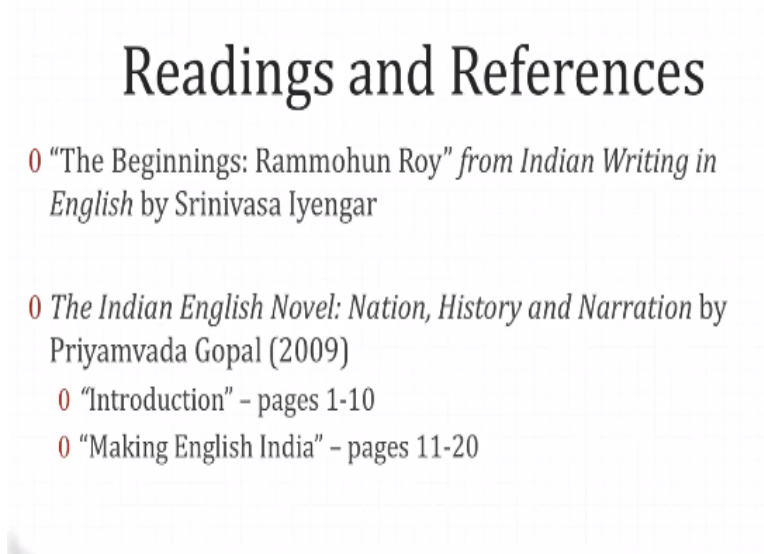 Readings and References
0 “The Beginnings: Rammohun Roy” from Indian Writing in
English by Srinivasa Iyengar
0 The Indian English Novel: Nation, History and Narration by
Priyamvada Gopal (2009)
0 “Introduction” – pages 1-10
0 “Making English India” – pages 11-20